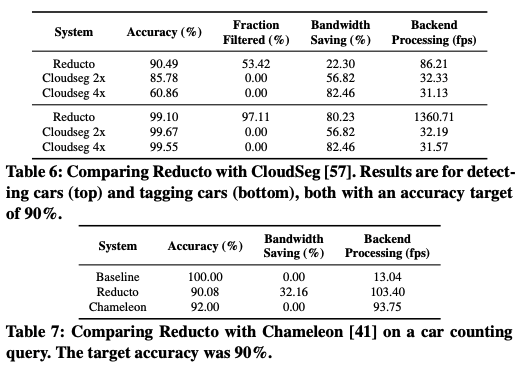 System Accuracy (%) Fraction Filtered (%) Bandwidth Saving (%) Backend Processing (fps)
Reducto 90.49 53.42 22.30 86.21
Cloudseg 2x 85.78 0.00 56.82 32.33
Cloudseg 4x 60.86 0.00 82.46 31.13
Reducto 99.10 97.11 80.23 1360.71
Cloudseg 2x 99.67 0.00 56.82 32.19
Cloudseg 4x 99.55 0.00 82.46 31.57
Table 6: Comparing Reducto with CloudSeg [57]. Results are for detect-
ing cars (top) and tagging cars (bottom), both with an accuracy target
of 90%.
System Accuracy (%) Bandwidth Saving (%) Backend Processing (fps)
Baseline 100.00 0.00 13.04
Reducto 90.08 32.16 103.40
Chameleon 92.00 0.00 93.75
Table 7: Comparing Reducto with Chameleon [41] on a car counting
query. The target accuracy was 90%.